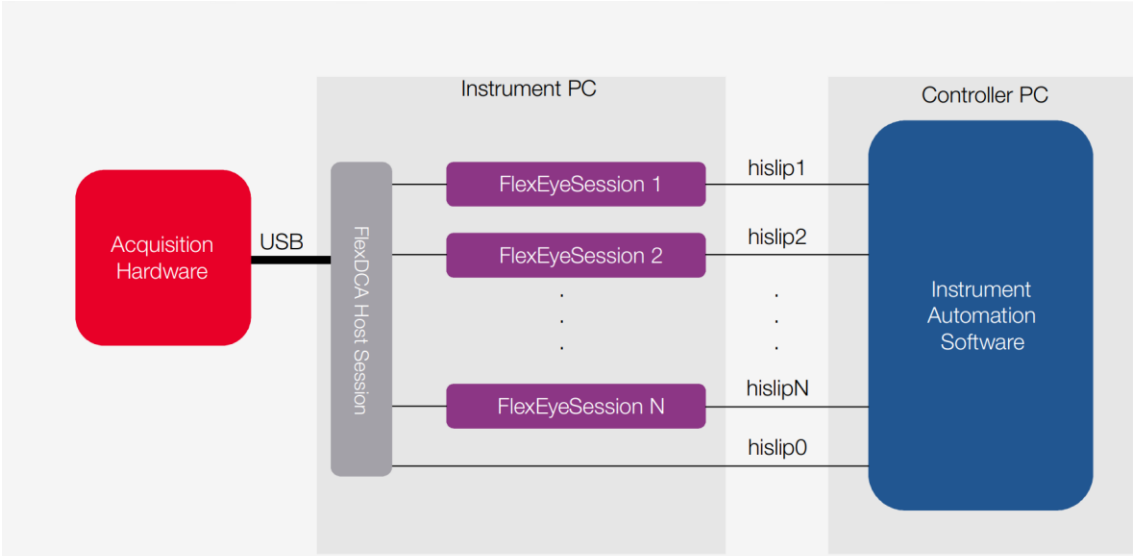 Instrument PC
Controller PC
Acquisition
Hardware
USB
FlexDCA Host Session
FlexEyeSession 1
hislip1
FlexEyeSession 2
hislip2
.
.
.
.
.
.
FlexEyeSession N
hislipN
hislip0
Instrument
Automation
Software